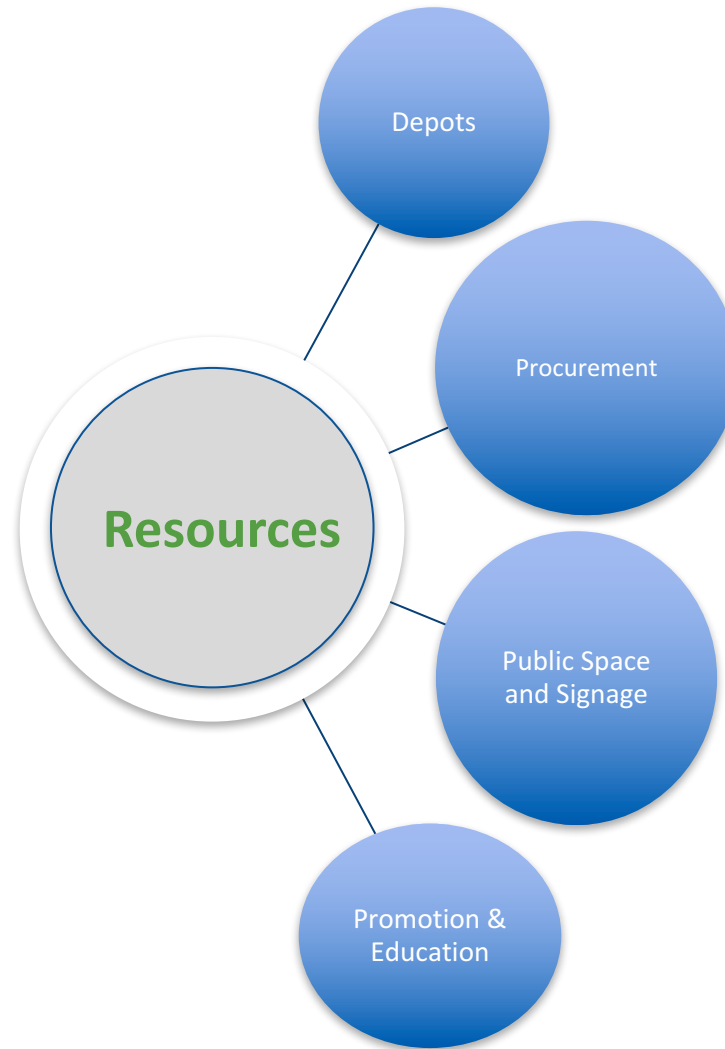 Depots
Procurement
Resources
Public Space
and Signage
Promotion &
Education